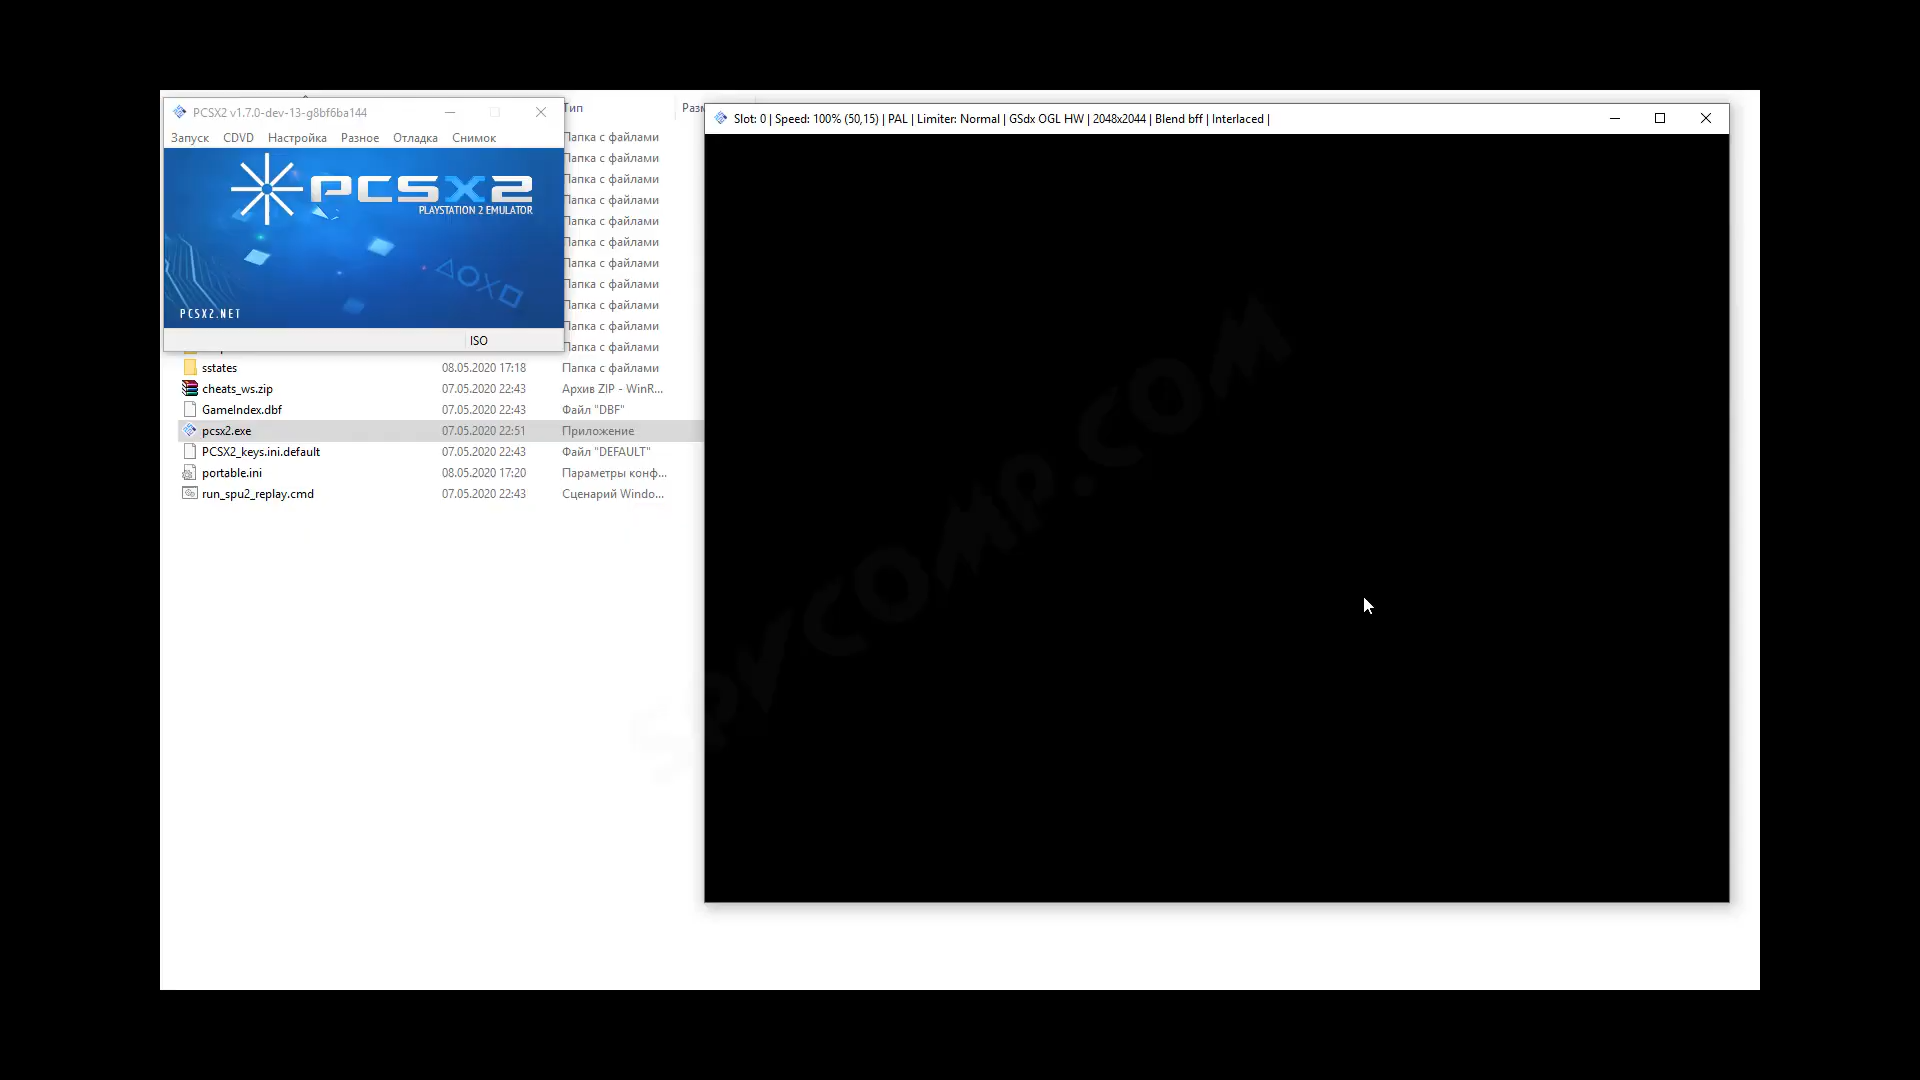 PCSX2 v1.7.0-dev-13-g8bf6ba144
Запуск CDVD Настройка Разное Отладка Снимок
PCSX2
PLAYSTATION 2 EMULATOR
PCSX2.NET
ISO
Тип
Папка с файлами
Папка с файлами
Папка с файлами
Папка с файлами
Папка с файлами
Папка с файлами
Папка с файлами
Папка с файлами
Папка с файлами
Папка с файлами
Папка с файлами
sstates 08.05.2020 17:18 Папка с файлами
cheats_ws.zip 07.05.2020 22:43 Архив ZIP - WinR...
GameIndex.dbf 07.05.2020 22:43 Файл "DBF"
pcsx2.exe 07.05.2020 22:51 Приложение
PCSX2_keys.ini.default 07.05.2020 22:43 Файл "DEFAULT"
portable.ini 08.05.2020 17:20 Параметры конф...
run_spu2_replay.cmd 07.05.2020 22:43 Сценарий Windo...
Slot: 0 | Speed: 100% (50,15) | PAL | Limiter: Normal | GSdx OGL HW | 2048x2044 | Blend bff | Interlaced |
SPVCOMP.COM